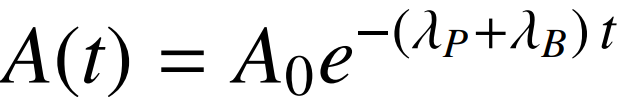 A(t) = A₀e^{-(λ_P+λ_B) t}